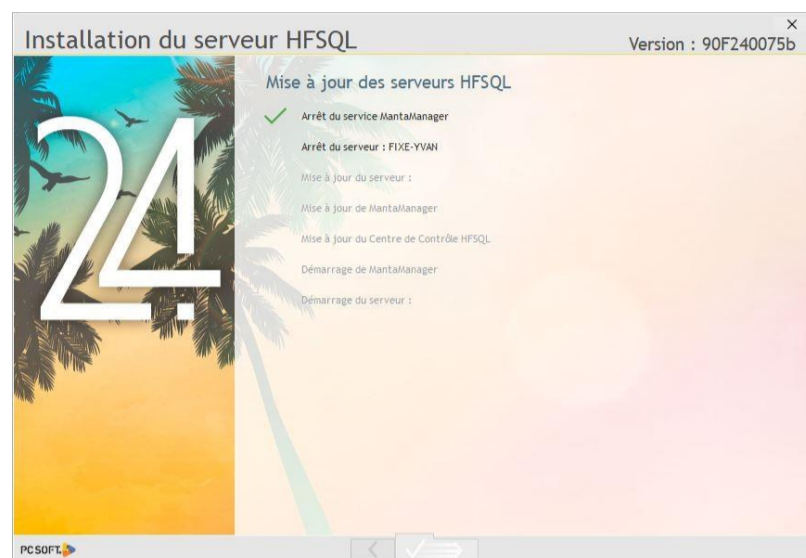 Installation du serveur HFSQL
Version : 90F240075b
24
Mise à jour des serveurs HFSQL
Arrêt du service MantaManager
Arrêt du serveur : FIXE-YVAN
Mise à jour du serveur :
Mise à jour de MantaManager
Mise à jour du Centre de Contrôle HFSQL
Démarrage de MantaManager
Démarrage du serveur :
PC SOFT